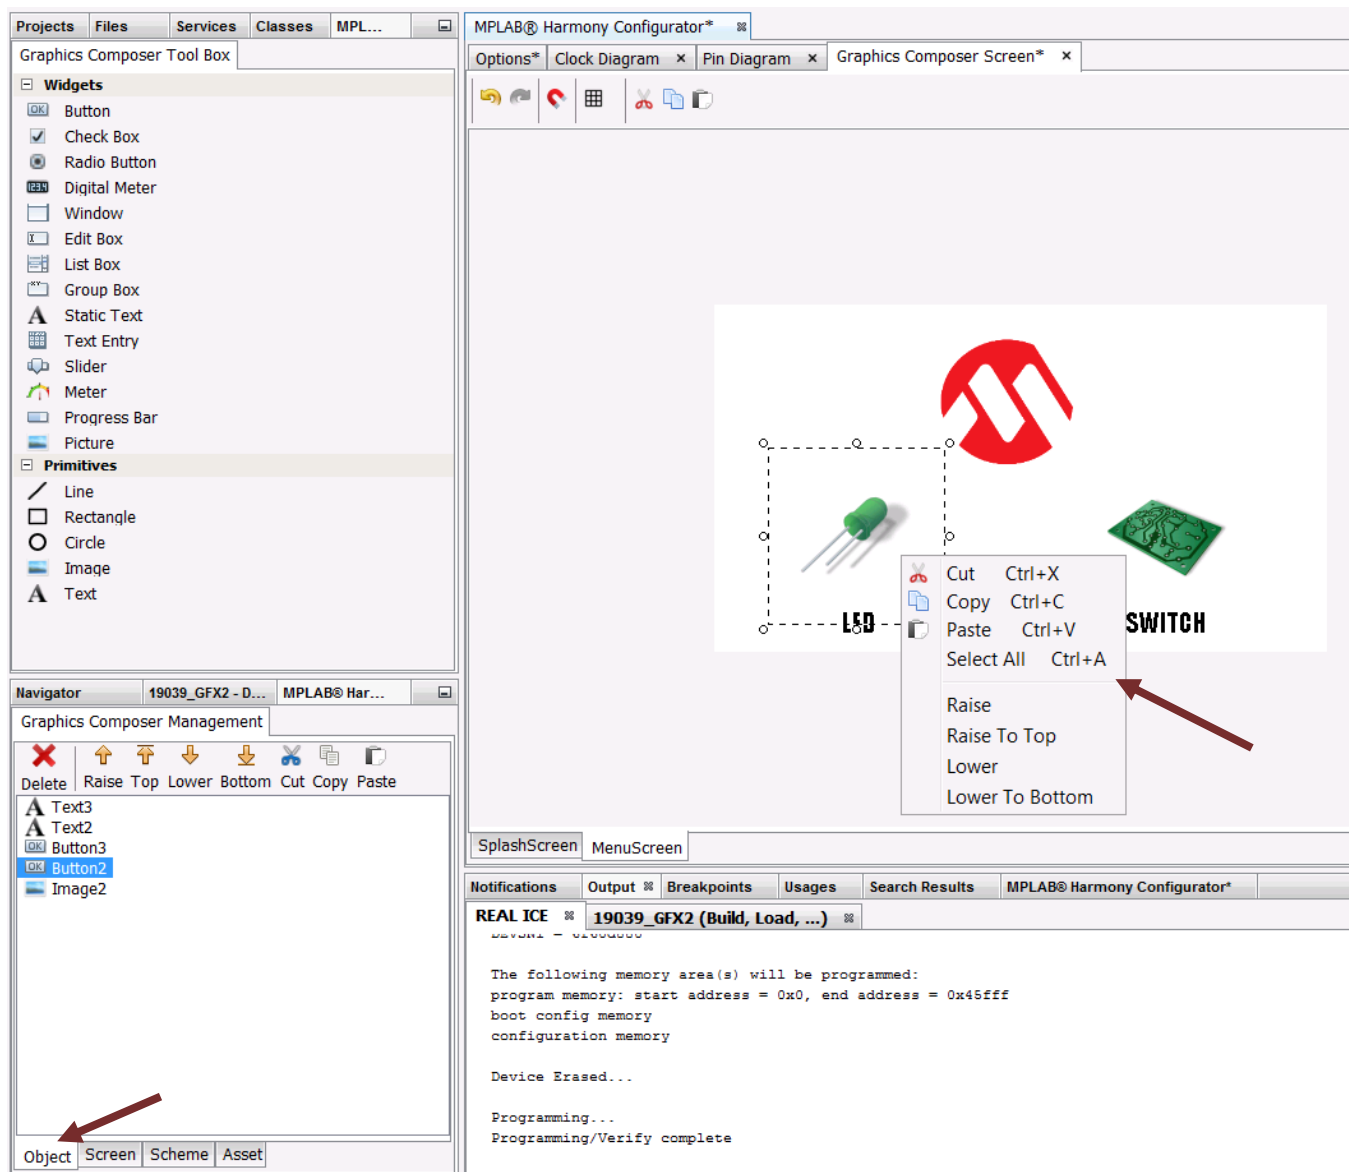 Projects Files Services Classes MPL...
Graphics Composer Tool Box
Widgets
OK Button
Check Box
Radio Button
Digital Meter
Window
Edit Box
List Box
Group Box
Static Text
Text Entry
Slider
Meter
Progress Bar
Picture
Primitives
Line
Rectangle
Circle
Image
Text
Navigator 19039_GFX2 - D... MPLAB® Har...
Graphics Composer Management
Delete Raise Top Lower Bottom Cut Copy Paste
Text3
Text2
OK Button3
OK Button2
Image2
Object Screen Scheme Asset
MPLAB® Harmony Configurator*
Options* Clock Diagram Pin Diagram Graphics Composer Screen*
LED
SWITCH
Cut Ctrl+X
Copy Ctrl+C
Paste Ctrl+V
Select All Ctrl+A
Raise
Raise To Top
Lower
Lower To Bottom
SplashScreen MenuScreen
Notifications Output Breakpoints Usages Search Results MPLAB® Harmony Configurator*
REAL ICE 19039_GFX2 (Build, Load, ...)
The following memory area(s) will be programmed:
program memory: start address = 0x0, end address = 0x45fff
boot config memory
configuration memory
Device Erased...
Programming...
Programming/Verify complete